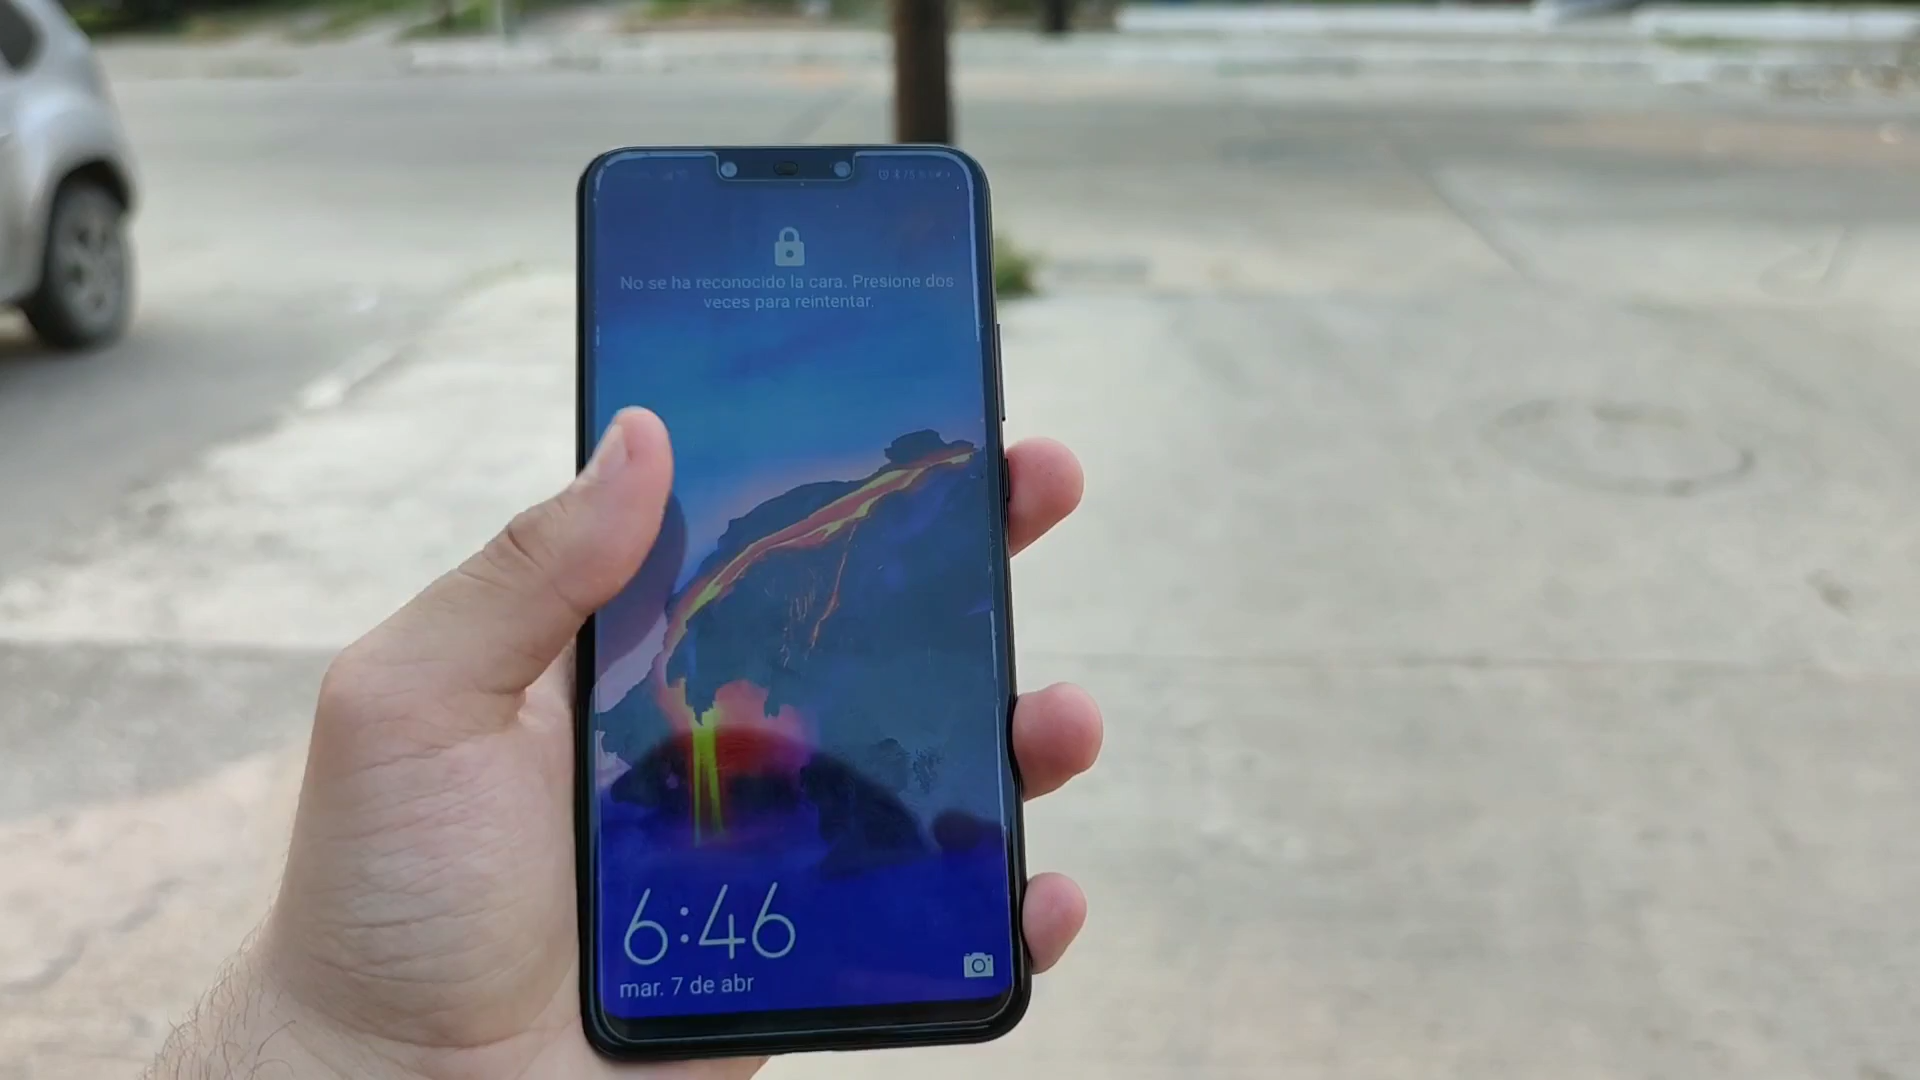 No se ha reconocido la cara. Presione dos
veces para reintentar.
6:46
mar. 7 de abr